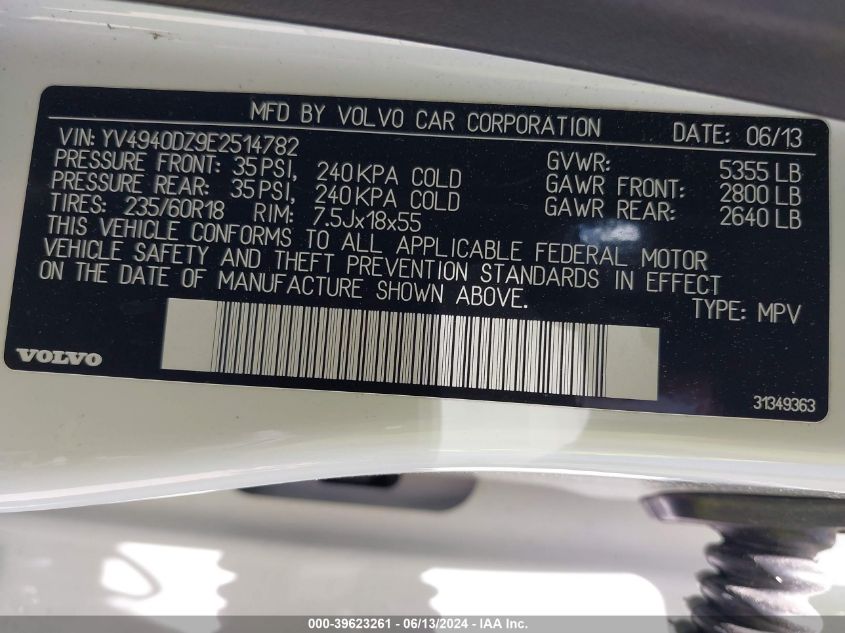 MFD BY VOLVO CAR CORPORATION DATE: 06/13
VIN: YV4940DZ9E2514782
PRESSURE FRONT: 35 PSI, 240 KPA COLD
PRESSURE REAR: 35 PSI, 240 KPA COLD
TIRES: 235/60R18 RIM: 7.5Jx18x55
GVWR: 5355 LB
GAWR FRONT: 2800 LB
GAWR REAR: 2640 LB
THIS VEHICLE CONFORMS TO ALL APPLICABLE FEDERAL MOTOR
VEHICLE SAFETY AND THEFT PREVENTION STANDARDS IN EFFECT
ON THE DATE OF MANUFACTURE SHOWN ABOVE.
TYPE: MPV
VOLVO
31349363
000-39623261 - 06/13/2024 - IAA Inc.